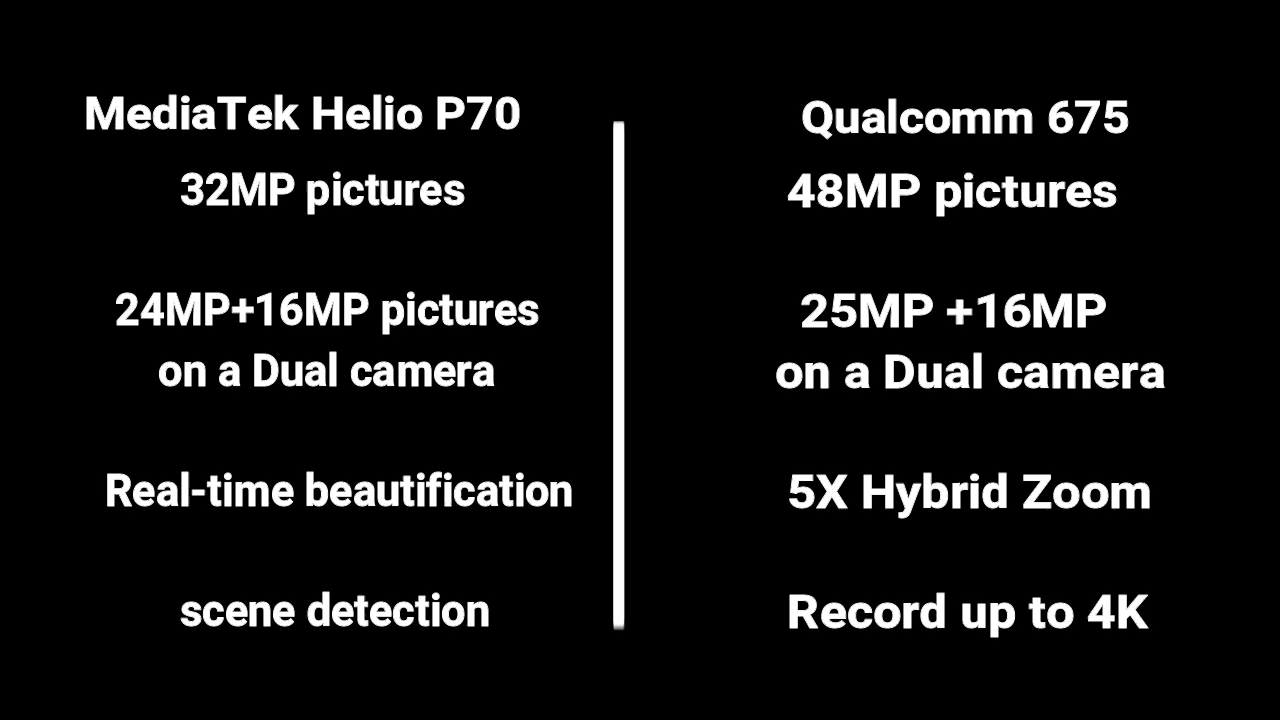 MediaTek Helio P70
32MP pictures
24MP+16MP pictures
on a Dual camera
Real-time beautification
scene detection
Qualcomm 675
48MP pictures
25MP +16MP
on a Dual camera
5X Hybrid Zoom
Record up to 4K